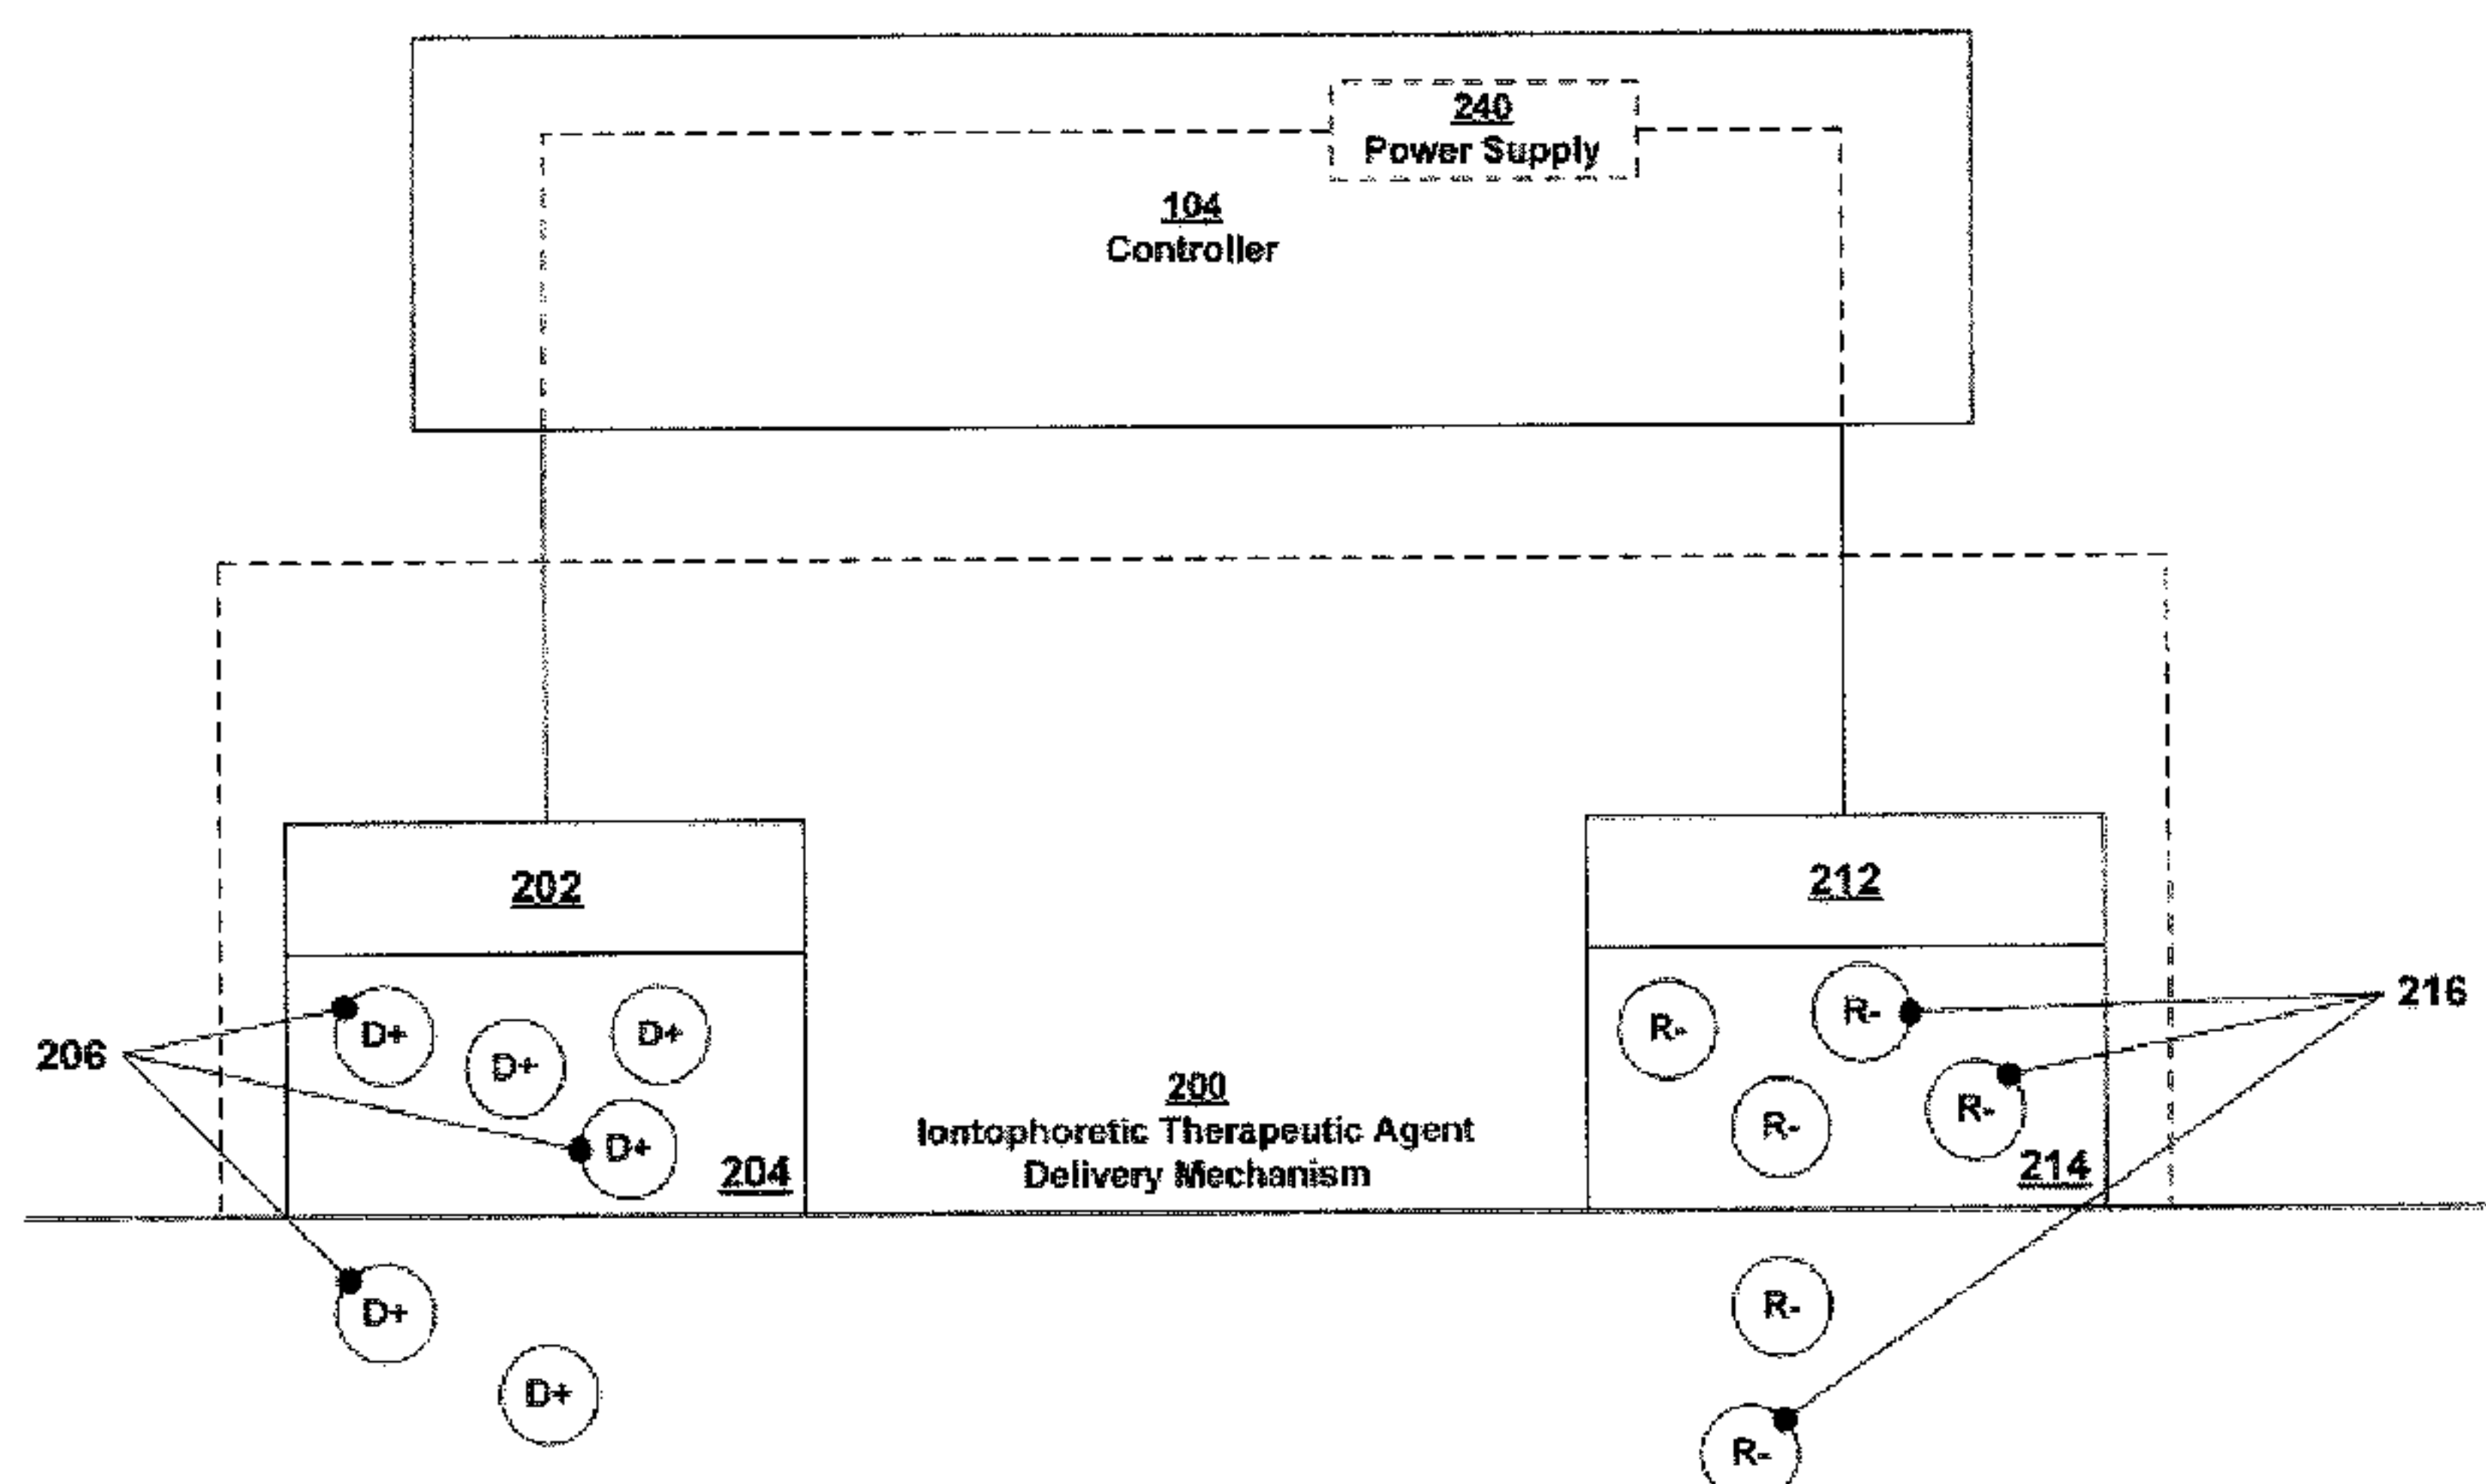 240
Power Supply
104
Controller
202
212
D+
D+
D+
D+
206
204
200
Iontophoretic Therapeutic Agent
Delivery Mechanism
R-
R-
R-
R-
216
214
D+
D+
R-
R-